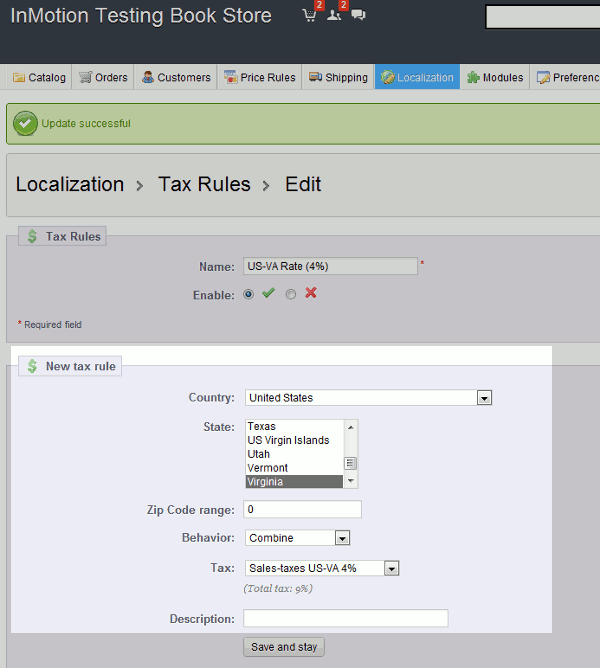 InMotion Testing Book Store 2 2
Catalog Orders Customers Price Rules Shipping Localization Modules Preferenc
Update successful
Localization > Tax Rules > Edit
Tax Rules
Name: US-VA Rate (4%) *
Enable:
* Required field
New tax rule
Country: United States
State: Texas
US Virgin Islands
Utah
Vermont
Virginia
Zip Code range: 0
Behavior: Combine
Tax: Sales-taxes US-VA 4%
(Total tax: 9%)
Description:
Save and stay